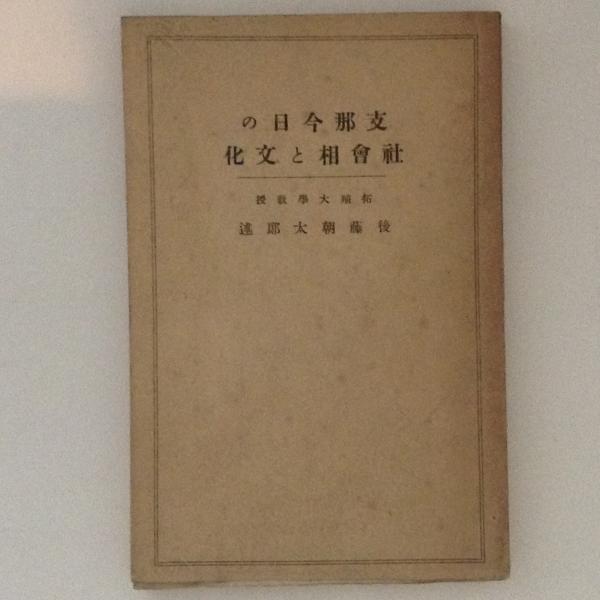 支那今日の
社會相と文化
拓殖大學教授
後藤朝太郎述